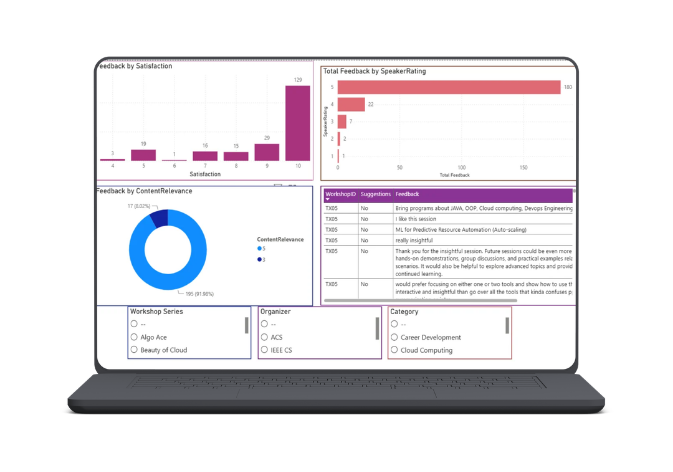 eedback by Satisfaction
129
3
19
1
16
15
29
4
5
6
7
8
9
10
Satisfaction
Total Feedback by SpeakerRating
SpeakerRating
5
180
4
22
3
7
2
2
1
1
0
50
100
150
Total Feedback
Feedback by ContentRelevance
17 (8.02%)
195 (91.98%)
ContentRelevance
5
3
WorkshopID Suggestions Feedback
TX05 No Bring programs about JAVA, OOP, Cloud computing, Devops Engineering
TX05 No I like this session
TX05 No ML for Predictive Resource Automation (Auto-scaling)
TX05 No really insightful
TX05 No Thank you for the insightful session. Future sessions could be even more
hands-on demonstrations, group discussions, and practical examples rel
scenarios. It would also be helpful to explore advanced topics and provid
continued learning.
TX05 No would prefer focusing on either one or two tools and show how to use t
interactive and insightful then go over all the tools that kinda confuses p
Workshop Series
--
Algo Ace
Beauty of Cloud
Organizer
--
ACS
IEEE CS
Category
--
Career Development
Cloud Computing